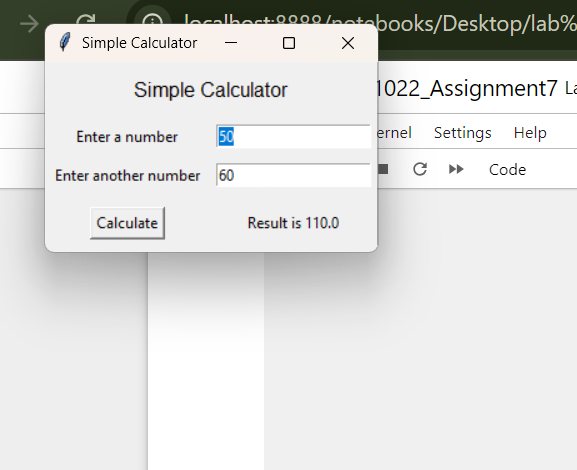 localhost:8888/notebooks/Desktop/lab%
Simple Calculator
Simple Calculator
1022_Assignment7 La
Enter a number
50
ernel Settings Help
Enter another number
60
Code
Calculate
Result is 110.0